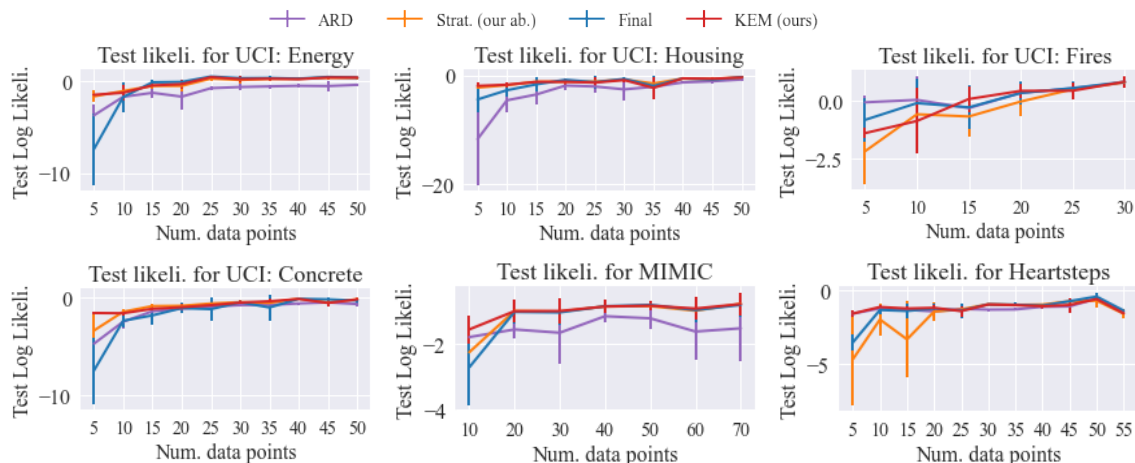 ARD Strat. (our ab.) Final KEM (ours)
Test likeli. for UCI: Energy
Test Log Likeli.
0
−10
5 10 15 20 25 30 35 40 45 50
Num. data points
Test likeli. for UCI: Housing
Test Log Likeli.
0
−20
5 10 15 20 25 30 35 40 45 50
Num. data points
Test likeli. for UCI: Fires
Test Log Likeli.
0.0
−2.5
5 10 15 20 25 30
Num. data points
Test likeli. for UCI: Concrete
Test Log Likeli.
0
−10
5 10 15 20 25 30 35 40 45 50
Num. data points
Test likeli. for MIMIC
Test Log Likeli.
−2
−4
10 20 30 40 50 60 70
Num. data points
Test likeli. for Heartsteps
Test Log Likeli.
0
−5
5 10 15 20 25 30 35 40 45 50 55
Num. data points